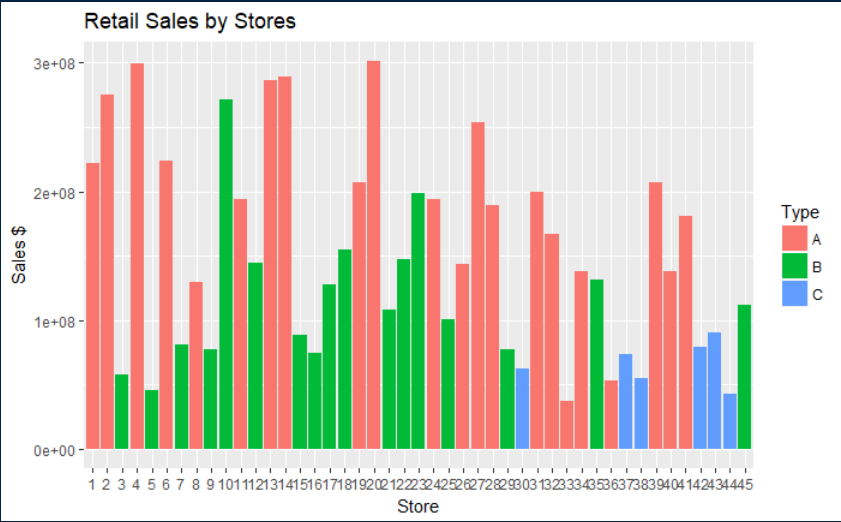 Retail Sales by Stores
3e+08
2e+08
1e+08
0e+00
Sales $
1 2 3 4 5 6 7 8 9 10 11 12 13 14 15 16 17 18 19 20 21 22 23 24 25 26 27 28 29 30 31 32 33 34 35 36 37 38 39 40 41 42 43 44 45
Store
Type
A
B
C